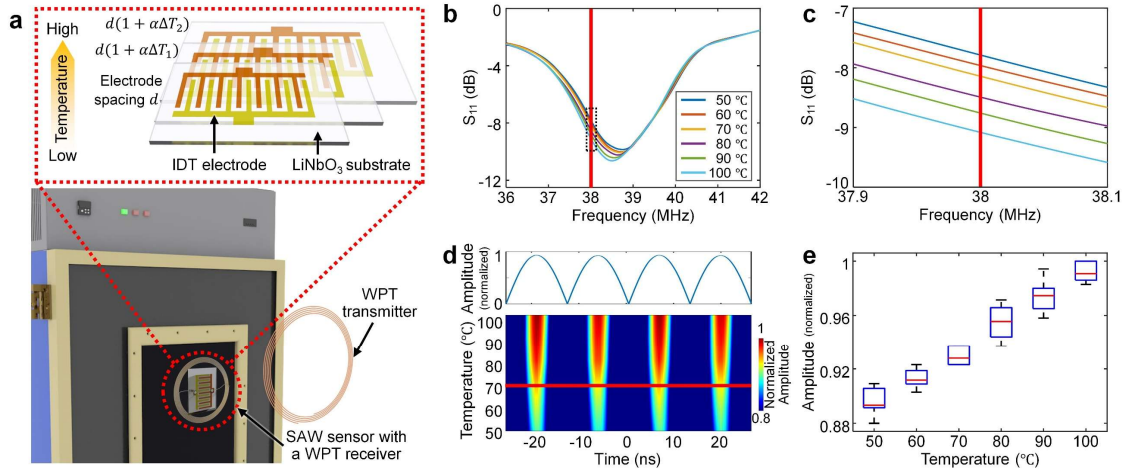 a
High
Temperature
Low
d(1 + αΔT₂)
d(1 + αΔT₁)
Electrode
spacing d
IDT electrode
LiNbO₃ substrate
WPT
transmitter
SAW sensor with
a WPT receiver
b
S₁₁ (dB)
0
-4
-8
-12
36
37
38
39
40
41
42
Frequency (MHz)
50 ℃
60 ℃
70 ℃
80 ℃
90 ℃
100 ℃
c
S₁₁ (dB)
-7
-8
-9
-10
37.9
38
38.1
Frequency (MHz)
d
Amplitude
(normalized)
1
0
Temperature (℃)
100
90
80
70
60
50
-20
-10
0
10
20
Time (ns)
1
0.8
Normalized
Amplitude
e
Amplitude (normalized)
1
0.96
0.92
0.88
50
60
70
80
90
100
Temperature (℃)